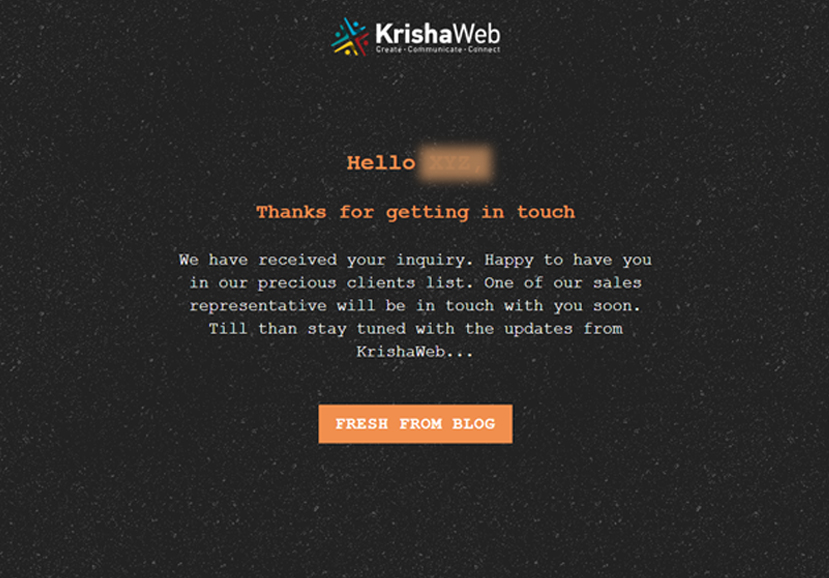 KrishaWeb
Create · Communicate · Connect
Hello
Thanks for getting in touch
We have received your inquiry. Happy to have you
in our precious clients list. One of our sales
representative will be in touch with you soon.
Till than stay tuned with the updates from
KrishaWeb...
FRESH FROM BLOG